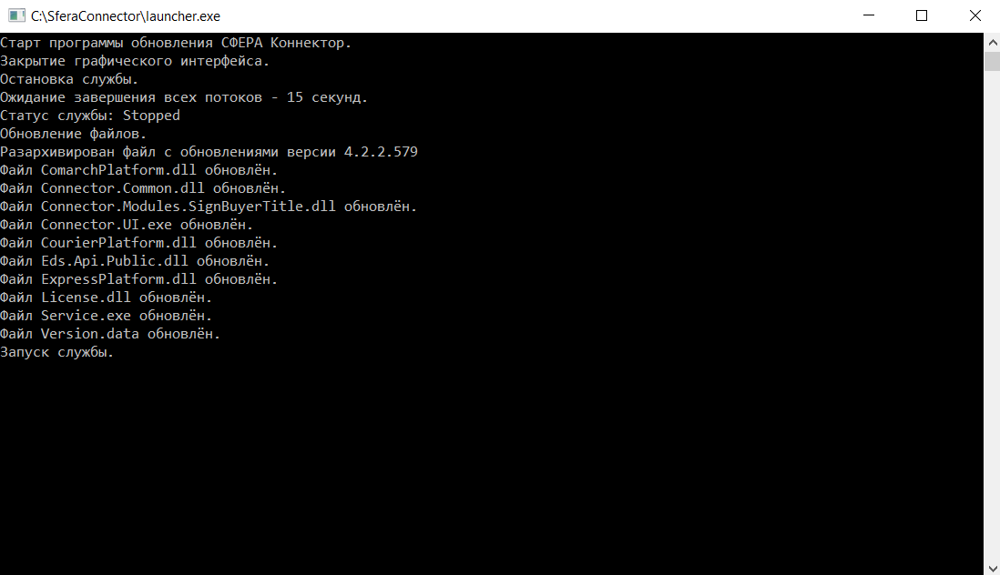 C:\SferaConnector\launcher.exe
Старт программы обновления СФЕРА Коннектор.
Закрытие графического интерфейса.
Остановка службы.
Ожидание завершения всех потоков - 15 секунд.
Статус службы: Stopped
Обновление файлов.
Разархивирован файл с обновлениями версии 4.2.2.579
Файл ComarchPlatform.dll обновлён.
Файл Connector.Common.dll обновлён.
Файл Connector.Modules.SignBuyerTitle.dll обновлён.
Файл Connector.UI.exe обновлён.
Файл CourierPlatform.dll обновлён.
Файл Eds.Api.Public.dll обновлён.
Файл ExpressPlatform.dll обновлён.
Файл License.dll обновлён.
Файл Service.exe обновлён.
Файл Version.data обновлён.
Запуск службы.